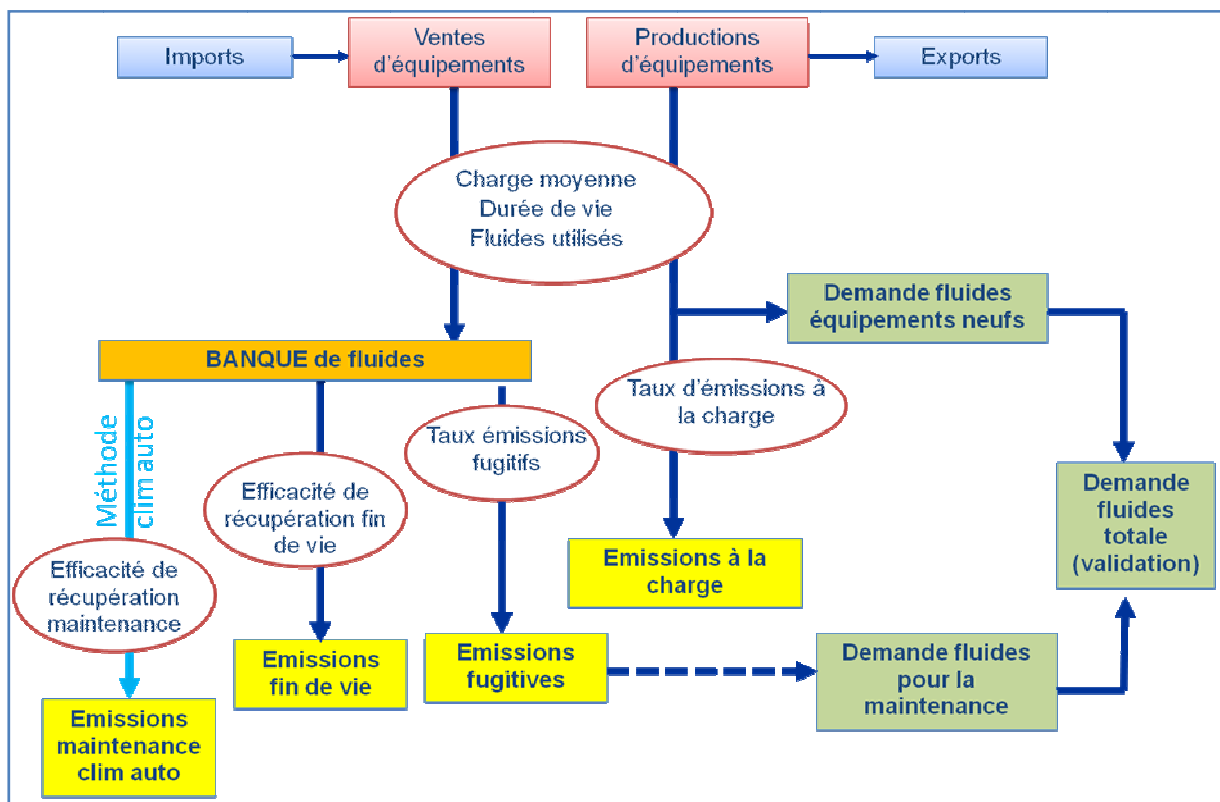 Imports
Ventes
d'équipements
Productions
d'équipements
Exports
Charge moyenne
Durée de vie
Fluides utilisés
Demande fluides
équipements neufs
BANQUE de fluides
Taux d'émissions à
la charge
Méthode
clim auto
Taux émissions
fugitifs
Efficacité de
récupération fin
de vie
Demande
fluides
totale
(validation)
Emissions à la
charge
Efficacité de
récupération
maintenance
Emissions
fin de vie
Emissions
fugitives
Demande fluides
pour la
maintenance
Emissions
maintenance
clim auto